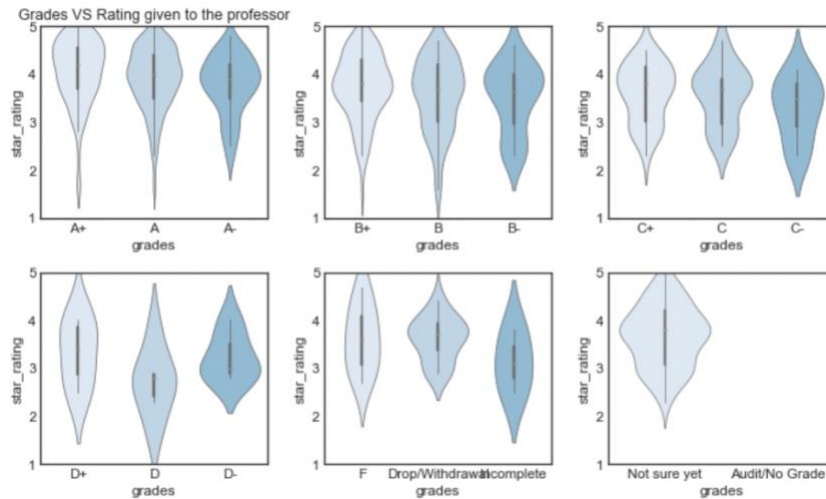 Grades VS Rating given to the professor
5
4
3
2
1
star_rating
A+ A A-
grades
5
4
3
2
1
star_rating
B+ B B-
grades
5
4
3
2
1
star_rating
C+ C C-
grades
5
4
3
2
1
star_rating
D+ D D-
grades
5
4
3
2
1
star_rating
F Drop/Withdrawal Incomplete
grades
5
4
3
2
1
star_rating
Not sure yet Audit/No Grade
grades